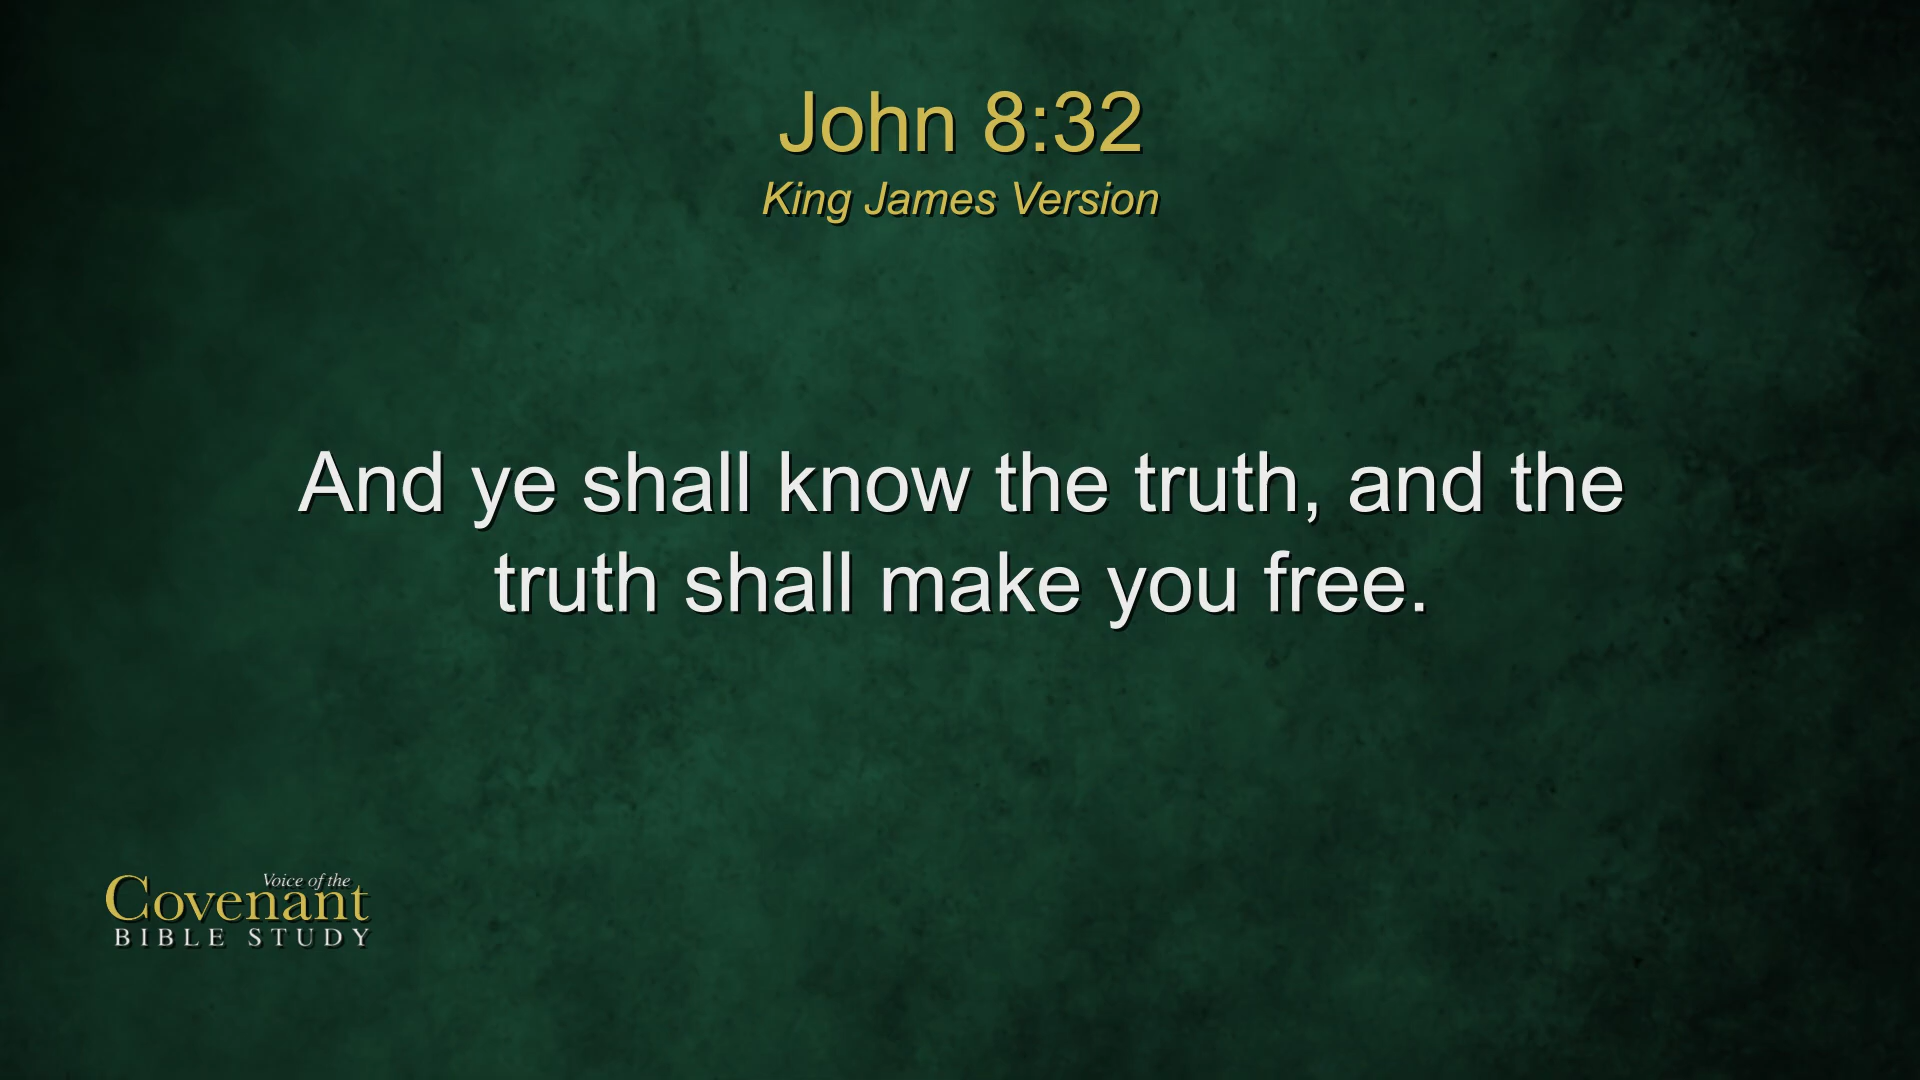 John 8:32
King James Version
And ye shall know the truth, and the
truth shall make you free.
Voice of the
Covenant
BIBLE STUDY